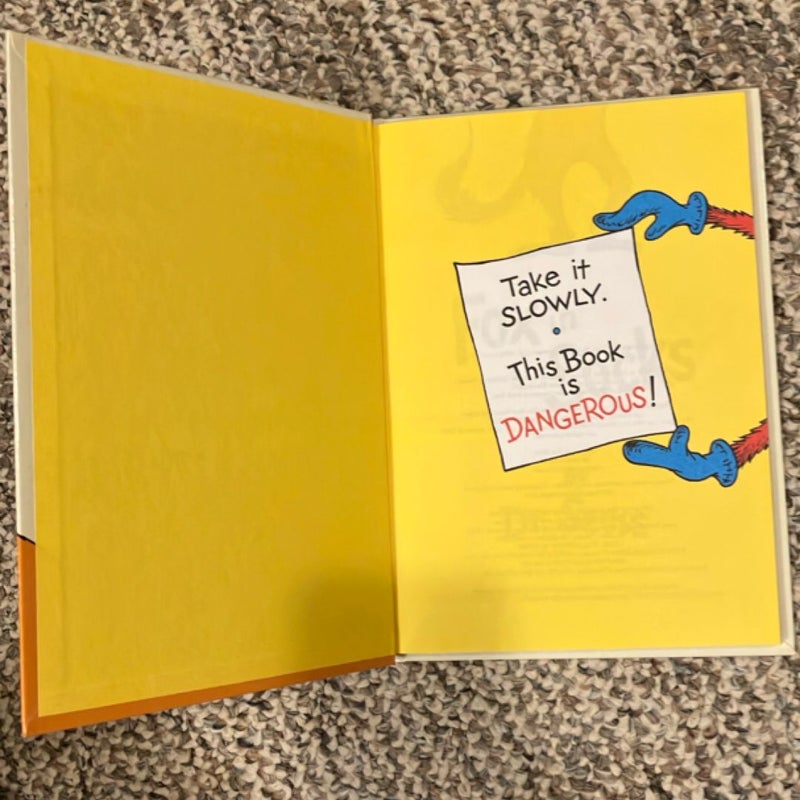 Take it
SLOWLY.
This Book
is
DANGEROUS!